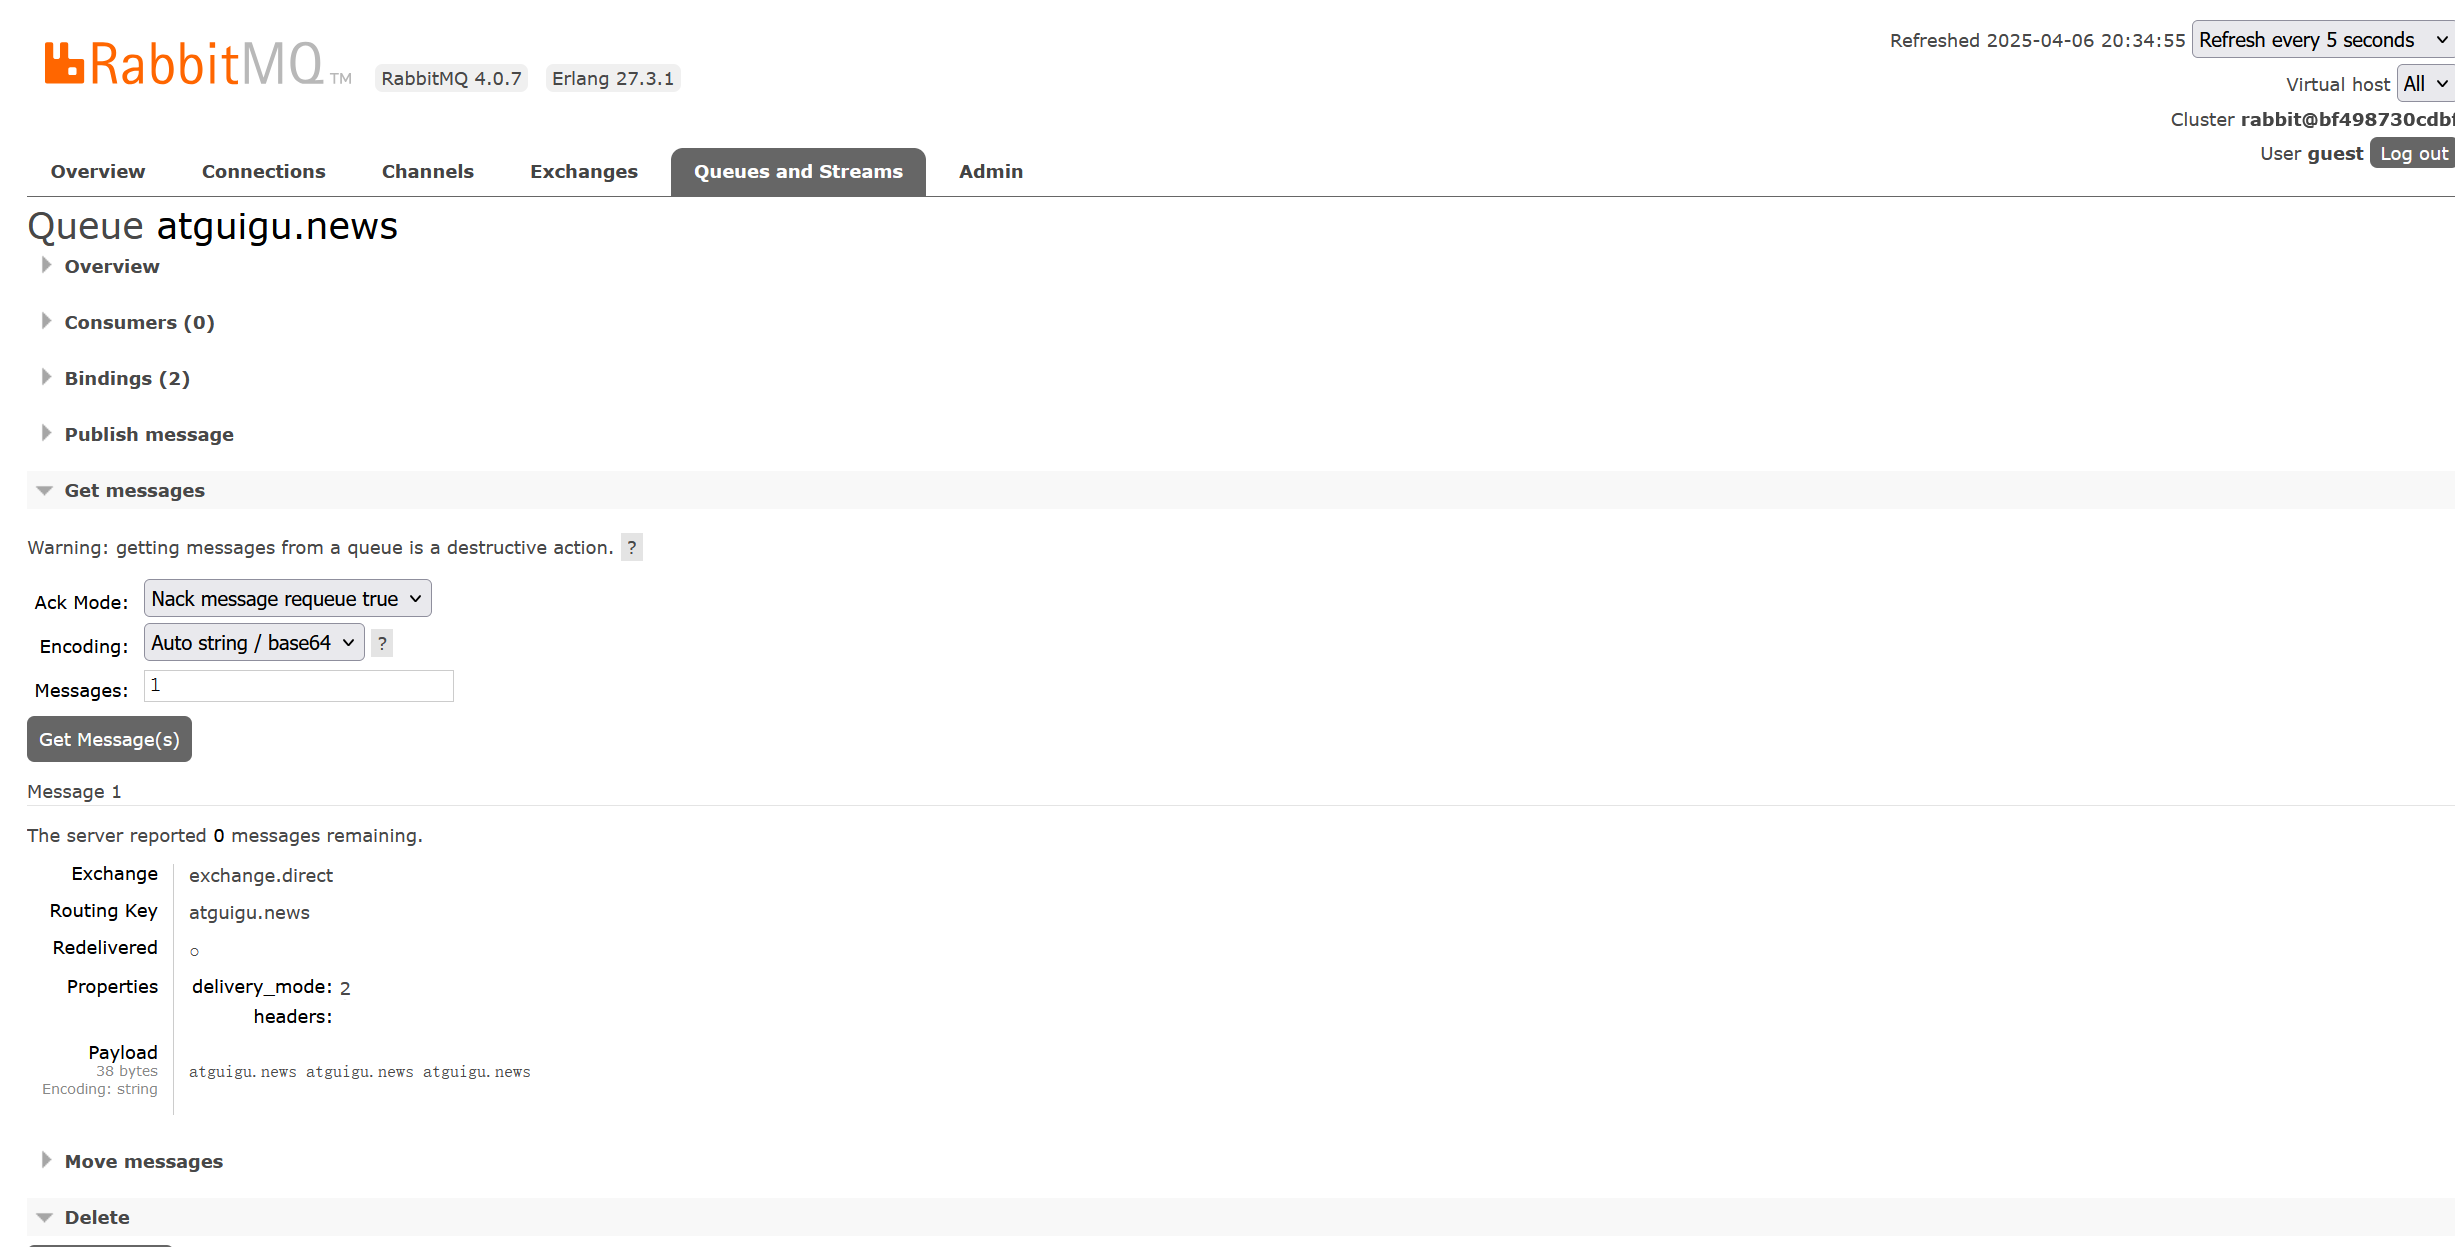 RabbitMQ TM RabbitMQ 4.0.7 Erlang 27.3.1
Refreshed 2025-04-06 20:34:55 Refresh every 5 seconds
Virtual host All
Cluster rabbit@bf498730cdbf
User guest Log out
Overview Connections Channels Exchanges Queues and Streams Admin
Queue atguigu.news
Overview
Consumers (0)
Bindings (2)
Publish message
Get messages
Warning: getting messages from a queue is a destructive action. ?
Ack Mode: Nack message requeue true
Encoding: Auto string / base64 ?
Messages: 1
Get Message(s)
Message 1
The server reported 0 messages remaining.
Exchange exchange.direct
Routing Key atguigu.news
Redelivered ○
Properties delivery_mode: 2
headers:
Payload
38 bytes
Encoding: string
atguigu.news atguigu.news atguigu.news
Move messages
Delete